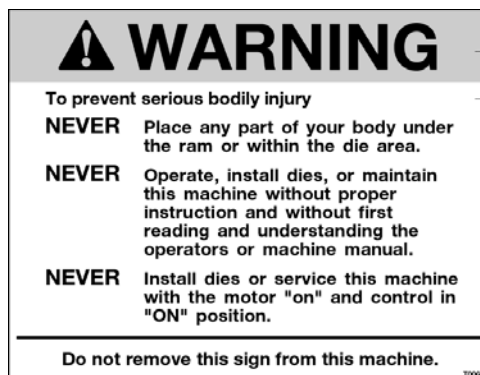 WARNING
To prevent serious bodily injury
NEVER Place any part of your body under
the ram or within the die area.
NEVER Operate, install dies, or maintain
this machine without proper
instruction and without first
reading and understanding the
operators or machine manual.
NEVER Install dies or service this machine
with the motor "on" and control in
"ON" position.
Do not remove this sign from this machine.